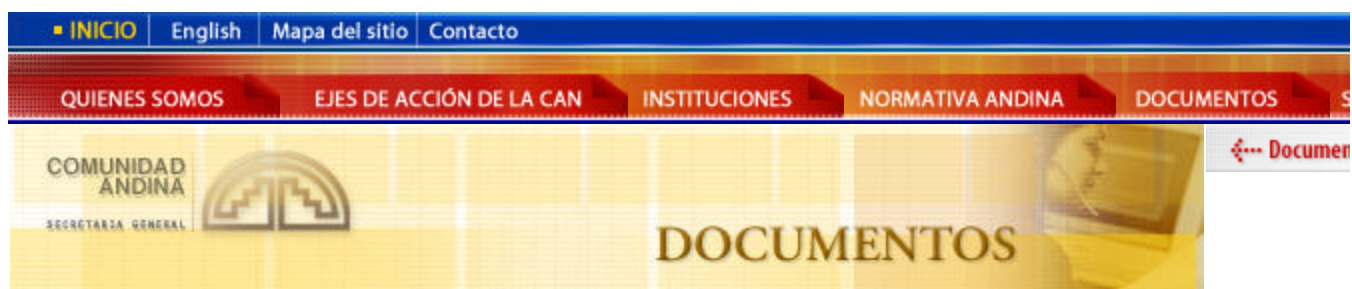 INICIO English Mapa del sitio Contacto
QUIENES SOMOS EJES DE ACCIÓN DE LA CAN INSTITUCIONES NORMATIVA ANDINA DOCUMENTOS S
COMUNIDAD
ANDINA
SECRETARIA GENERAL
DOCUMENTOS
Documen